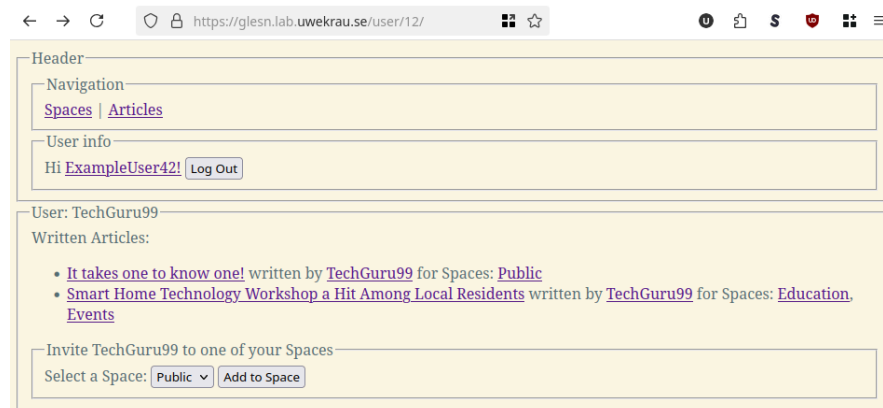 https://glesn.lab.uwekrau.se/user/12/
Header
Navigation
Spaces | Articles
User info
Hi ExampleUser42! Log Out
User: TechGuru99
Written Articles:
• It takes one to know one! written by TechGuru99 for Spaces: Public
• Smart Home Technology Workshop a Hit Among Local Residents written by TechGuru99 for Spaces: Education,
Events
Invite TechGuru99 to one of your Spaces
Select a Space: Public Add to Space